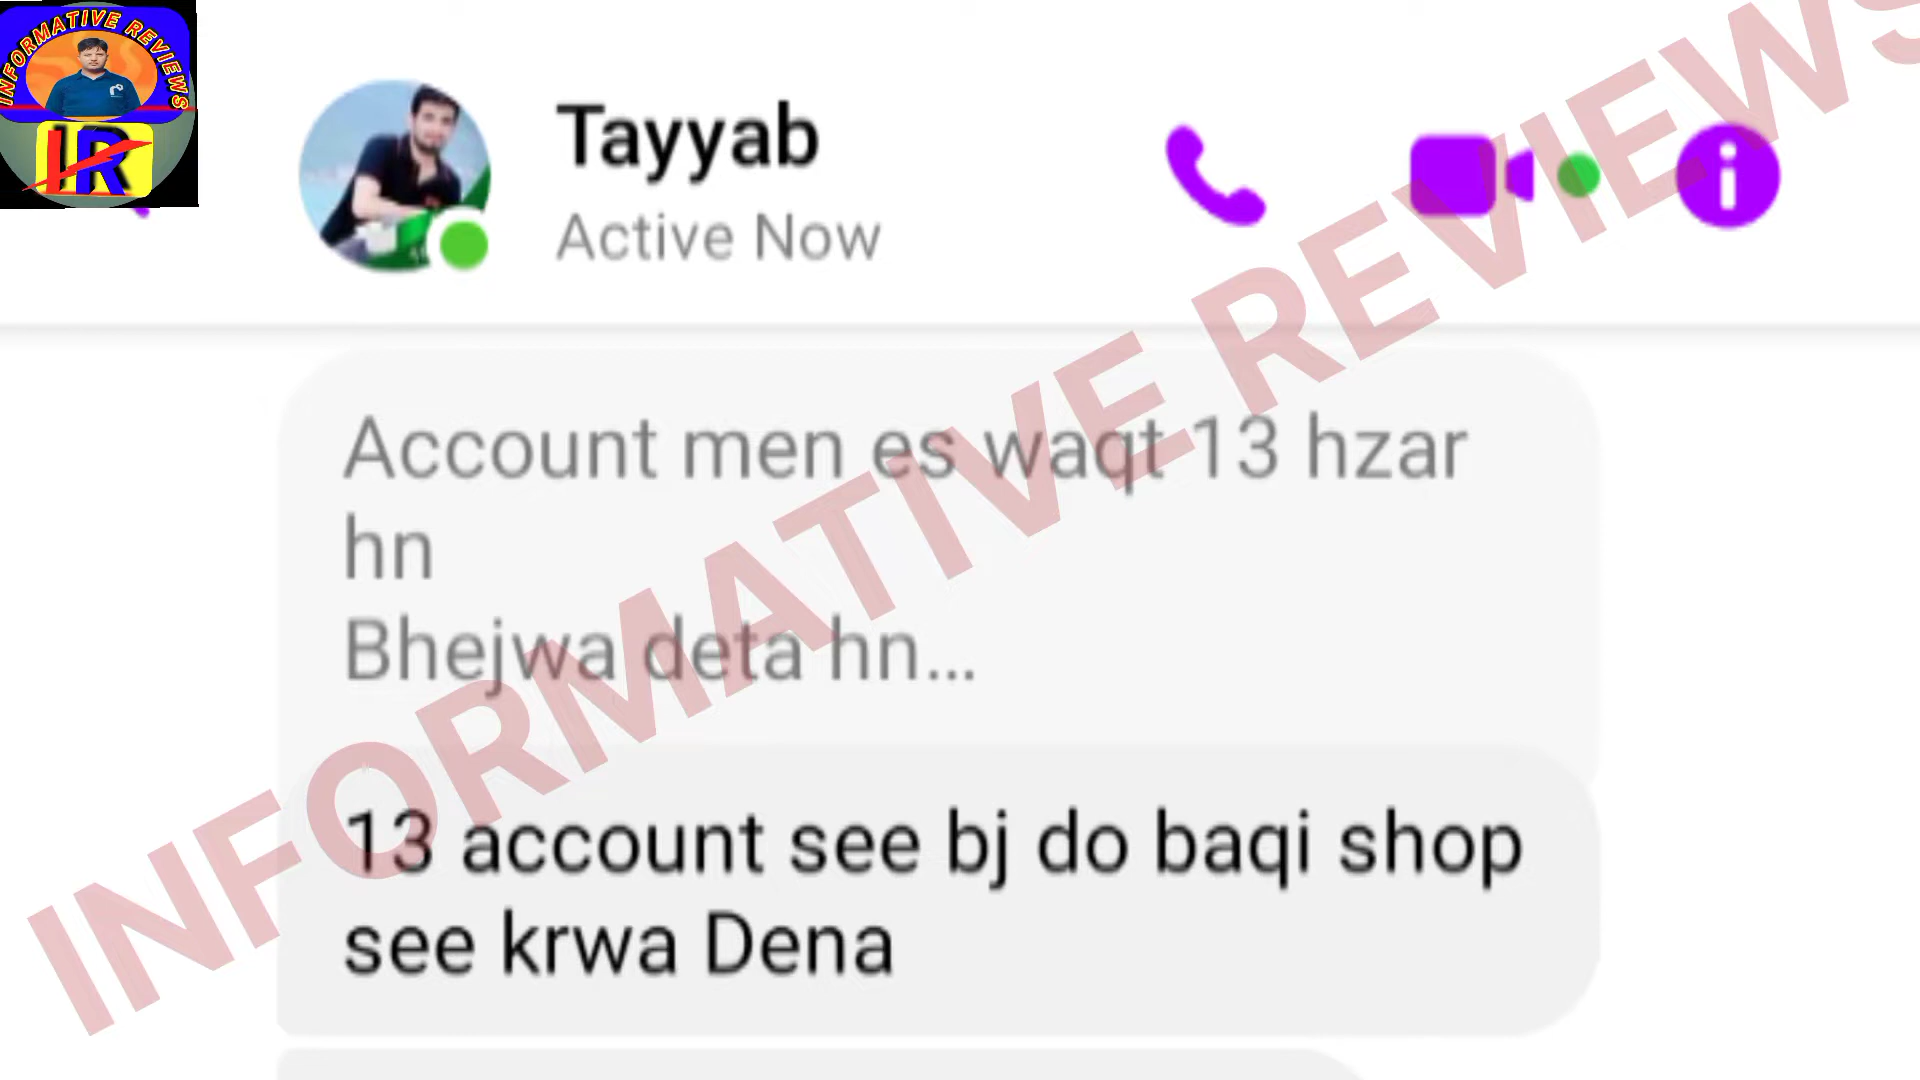 INFORMATIVE REVIEWS
IR
Tayyab
Active Now
Account men es waqt 13 hzar
hn
Bhejwa deta hn...
13 account see bj do baqi shop
see krwa Dena
INFORMATIVE REVIEWS